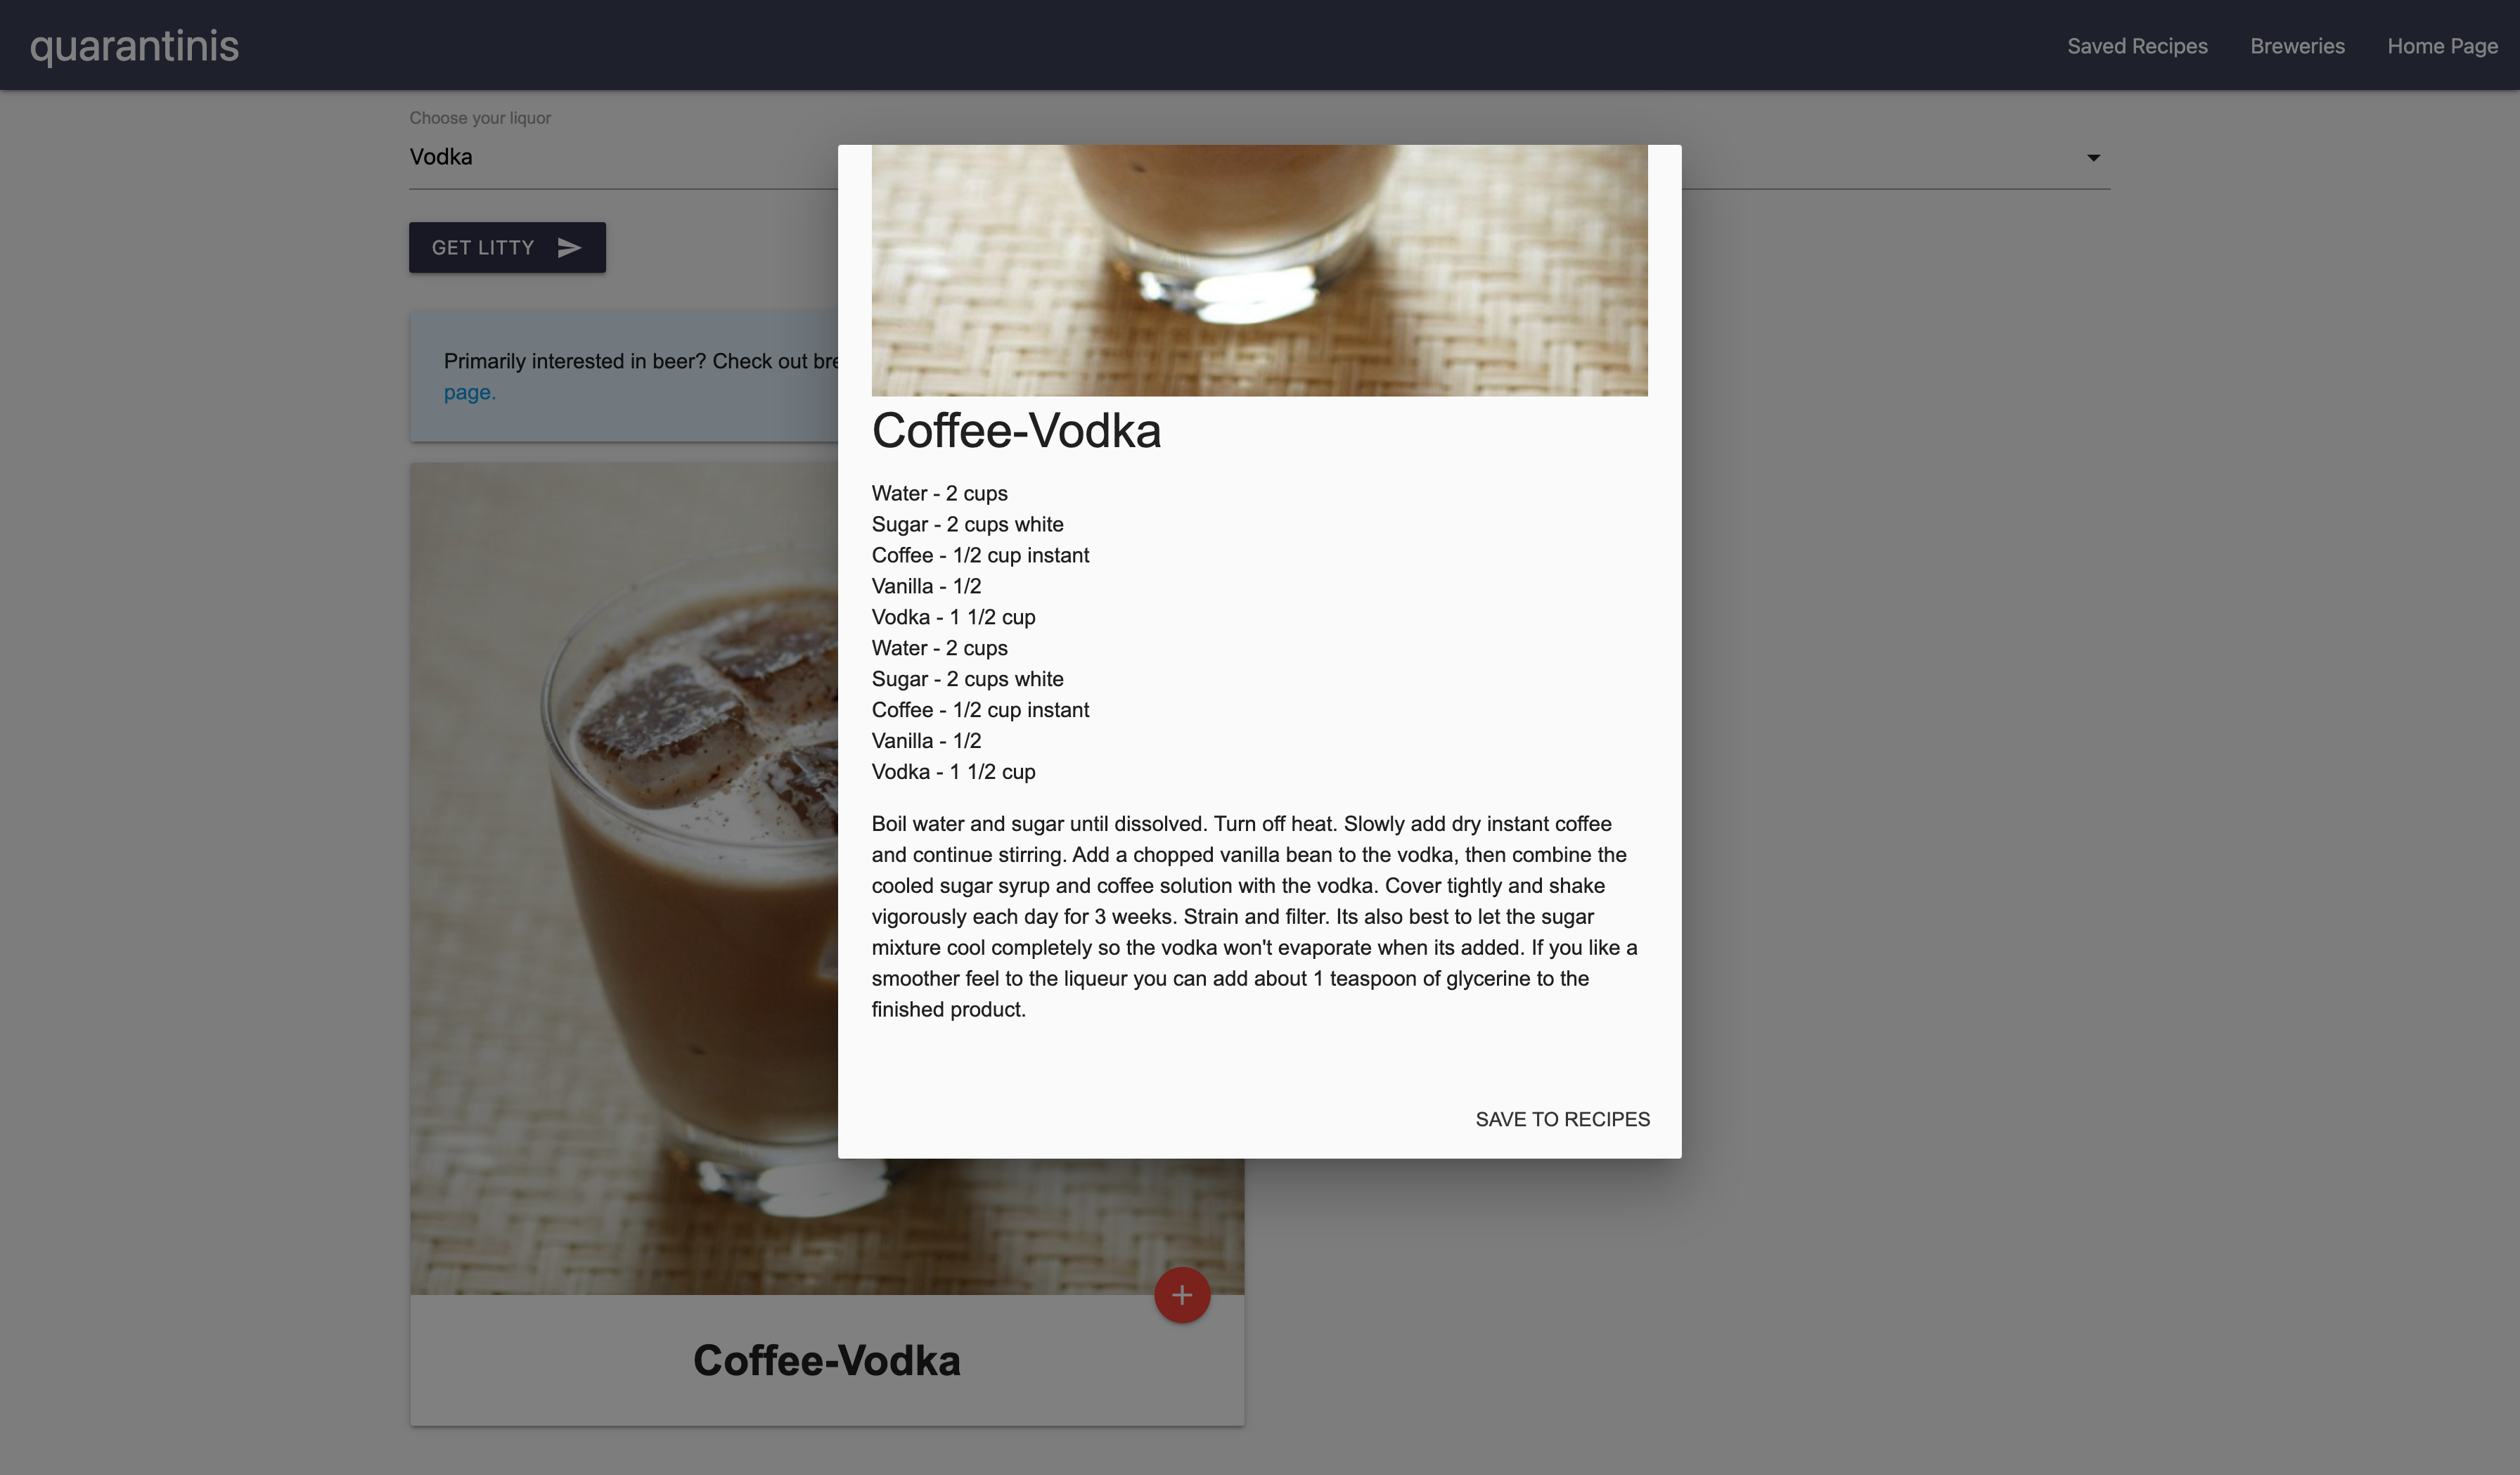 quarantinis
Saved Recipes
Breweries
Home Page
Choose your liquor
Vodka
GET LITTY
Primarily interested in beer? Check out
page.
Coffee-Vodka
Water - 2 cups
Sugar - 2 cups white
Coffee - 1/2 cup instant
Vanilla - 1/2
Vodka - 1 1/2 cup
Water - 2 cups
Sugar - 2 cups white
Coffee - 1/2 cup instant
Vanilla - 1/2
Vodka - 1 1/2 cup
Boil water and sugar until dissolved. Turn off heat. Slowly add dry instant coffee
and continue stirring. Add a chopped vanilla bean to the vodka, then combine the
cooled sugar syrup and coffee solution with the vodka. Cover tightly and shake
vigorously each day for 3 weeks. Strain and filter. Its also best to let the sugar
mixture cool completely so the vodka won't evaporate when its added. If you like a
smoother feel to the liqueur you can add about 1 teaspoon of glycerine to the
finished product.
SAVE TO RECIPES
Coffee-Vodka